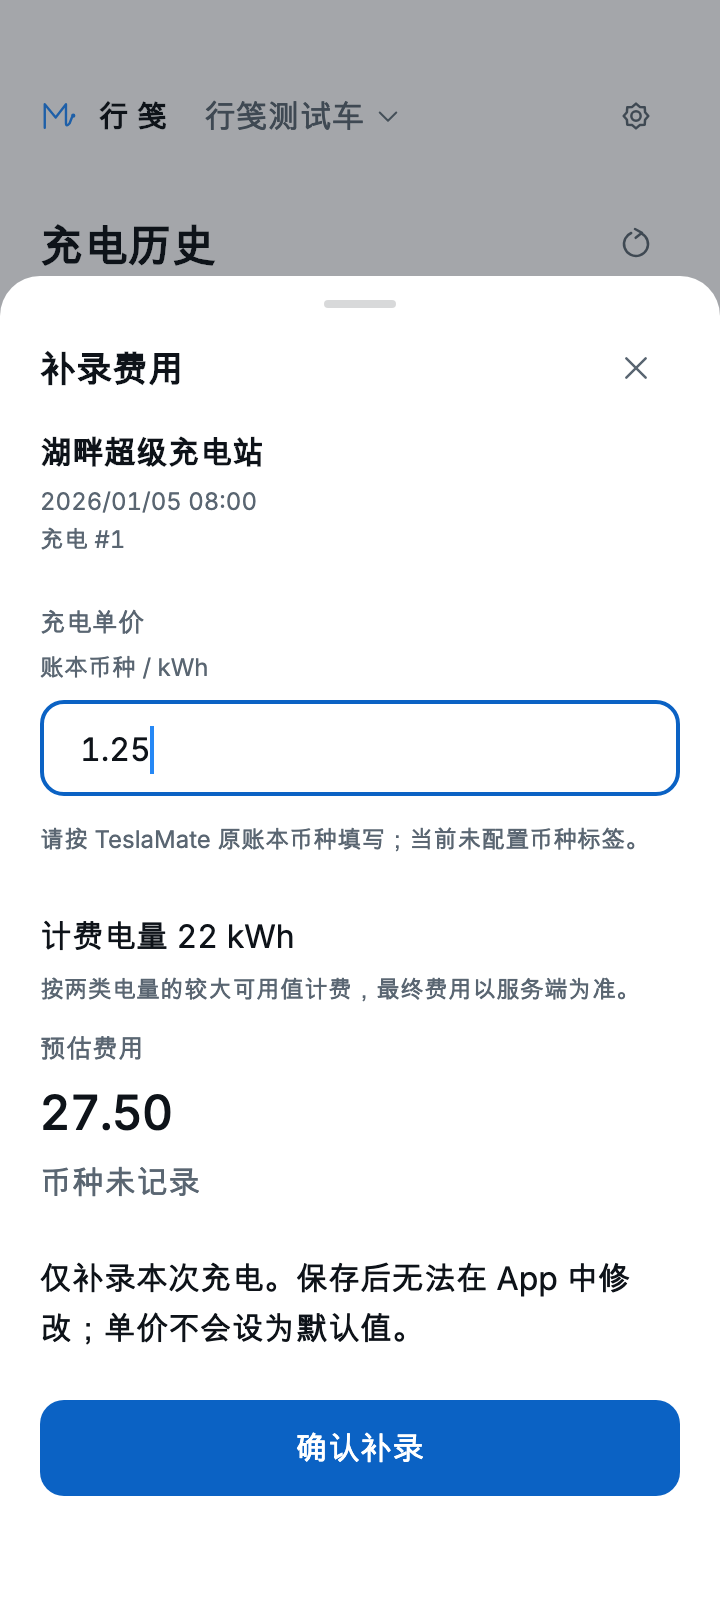 行 笺 行笺测试车
充电历史
补录费用
湖畔超级充电站
2026/01/05 08:00
充电 #1
充电单价
账本币种 / kWh
1.25
请按 TeslaMate 原账本币种填写；当前未配置币种标签。
计费电量 22 kWh
按两类电量的较大可用值计费，最终费用以服务端为准。
预估费用
27.50
币种未记录
仅补录本次充电。保存后无法在 App 中修
改；单价不会设为默认值。
确认补录